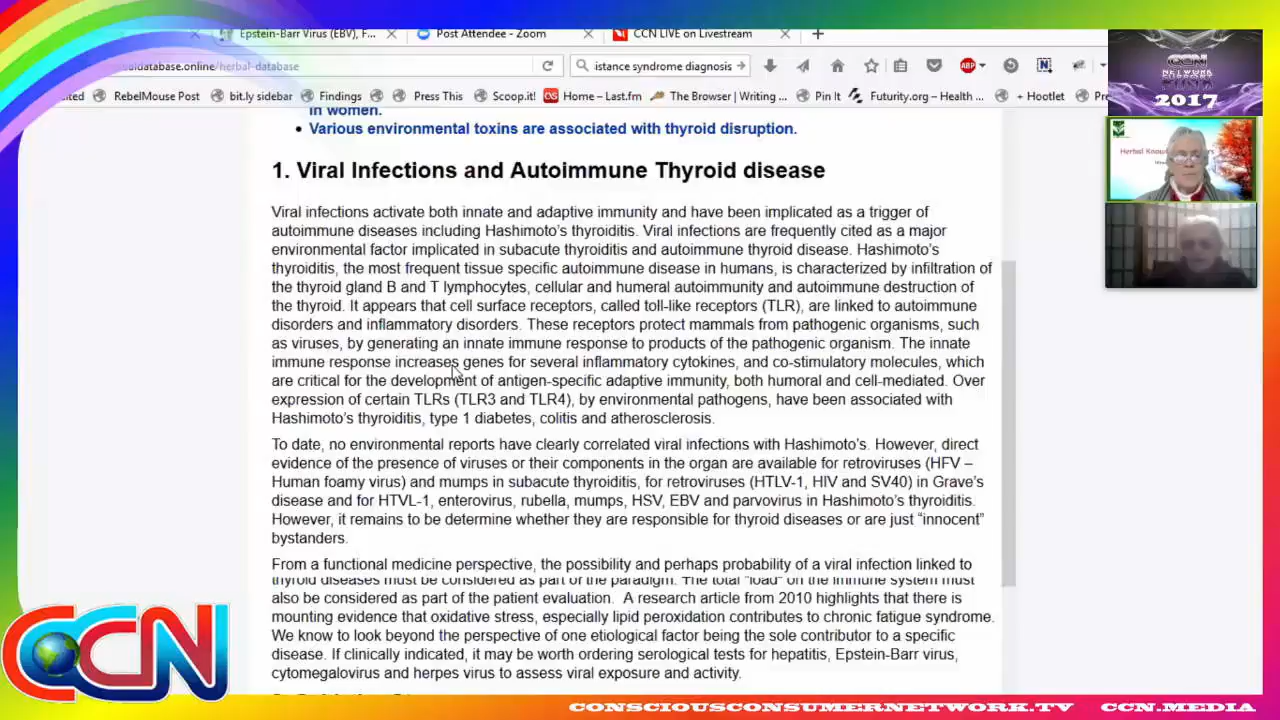 Epstein-Barr Virus (EBV), F...
Post Attendee - Zoom
CCN LIVE on Livestream
database.online/herbal-database
istance syndrome diagnosis
ABP
RebelMouse Post
bit.ly sidebar
Findings
Press This
Scoop.it!
Home – Last.fm
The Browser | Writing ...
Pin It
Futurity.org – Health ...
+ Hootlet
CCN
NETWORK
2017
Herbal
in women.
• Various environmental toxins are associated with thyroid disruption.
1. Viral Infections and Autoimmune Thyroid disease
Viral infections activate both innate and adaptive immunity and have been implicated as a trigger of
autoimmune diseases including Hashimoto's thyroiditis. Viral infections are frequently cited as a major
environmental factor implicated in subacute thyroiditis and autoimmune thyroid disease. Hashimoto's
thyroiditis, the most frequent tissue specific autoimmune disease in humans, is characterized by infiltration of
the thyroid gland B and T lymphocytes, cellular and humeral autoimmunity and autoimmune destruction of
the thyroid. It appears that cell surface receptors, called toll-like receptors (TLR), are linked to autoimmune
disorders and inflammatory disorders. These receptors protect mammals from pathogenic organisms, such
as viruses, by generating an innate immune response to products of the pathogenic organism. The innate
immune response increases genes for several inflammatory cytokines, and co-stimulatory molecules, which
are critical for the development of antigen-specific adaptive immunity, both humoral and cell-mediated. Over
expression of certain TLRs (TLR3 and TLR4), by environmental pathogens, have been associated with
Hashimoto's thyroiditis, type 1 diabetes, colitis and atherosclerosis.
To date, no environmental reports have clearly correlated viral infections with Hashimoto's. However, direct
evidence of the presence of viruses or their components in the organ are available for retroviruses (HFV –
Human foamy virus) and mumps in subacute thyroiditis, for retroviruses (HTLV-1, HIV and SV40) in Grave's
disease and for HTVL-1, enterovirus, rubella, mumps, HSV, EBV and parvovirus in Hashimoto's thyroiditis.
However, it remains to be determine whether they are responsible for thyroid diseases or are just "innocent"
bystanders.
From a functional medicine perspective, the possibility and perhaps probability of a viral infection linked to
thyroid diseases must be considered as part of the paradigm. The total "load" on the immune system must
also be considered as part of the patient evaluation. A research article from 2010 highlights that there is
mounting evidence that oxidative stress, especially lipid peroxidation contributes to chronic fatigue syndrome.
We know to look beyond the perspective of one etiological factor being the sole contributor to a specific
disease. If clinically indicated, it may be worth ordering serological tests for hepatitis, Epstein-Barr virus,
cytomegalovirus and herpes virus to assess viral exposure and activity.
CCN
CONSCIOUSCONSUMERNETWORK.TV
CCN.MEDIA